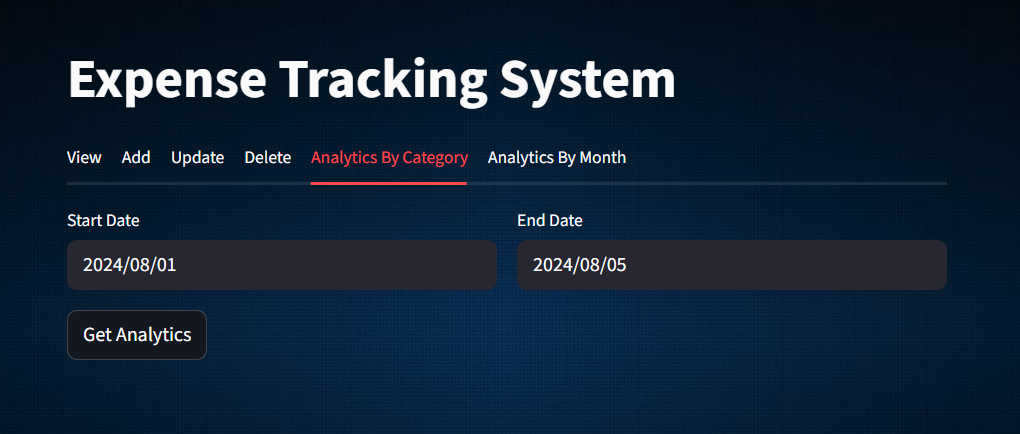 Expense Tracking System
View Add Update Delete Analytics By Category Analytics By Month
Start Date End Date
2024/08/01 2024/08/05
Get Analytics